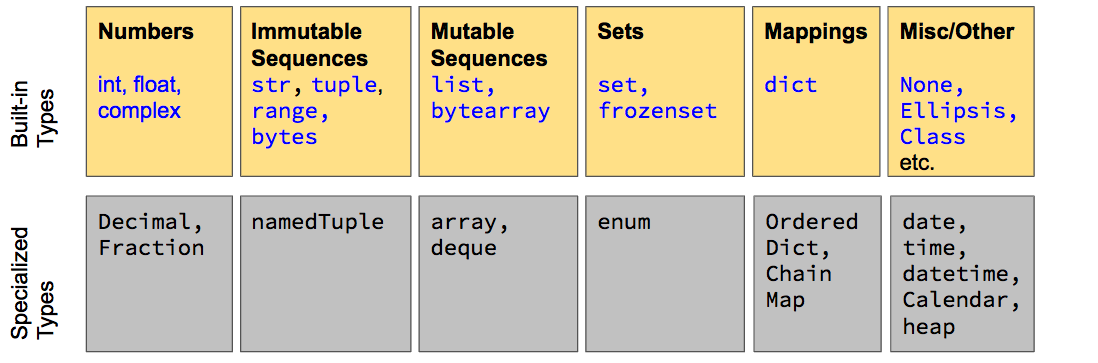 Built-in
Types
Numbers
int, float,
complex
Immutable
Sequences
str, tuple,
range,
bytes
Mutable
Sequences
list,
bytearray
Sets
set,
frozenset
Mappings
dict
Misc/Other
None,
Ellipsis,
Class
etc.
Specialized
Types
Decimal,
Fraction
namedTuple
array,
deque
enum
Ordered
Dict,
Chain
Map
date,
time,
datetime,
Calendar,
heap